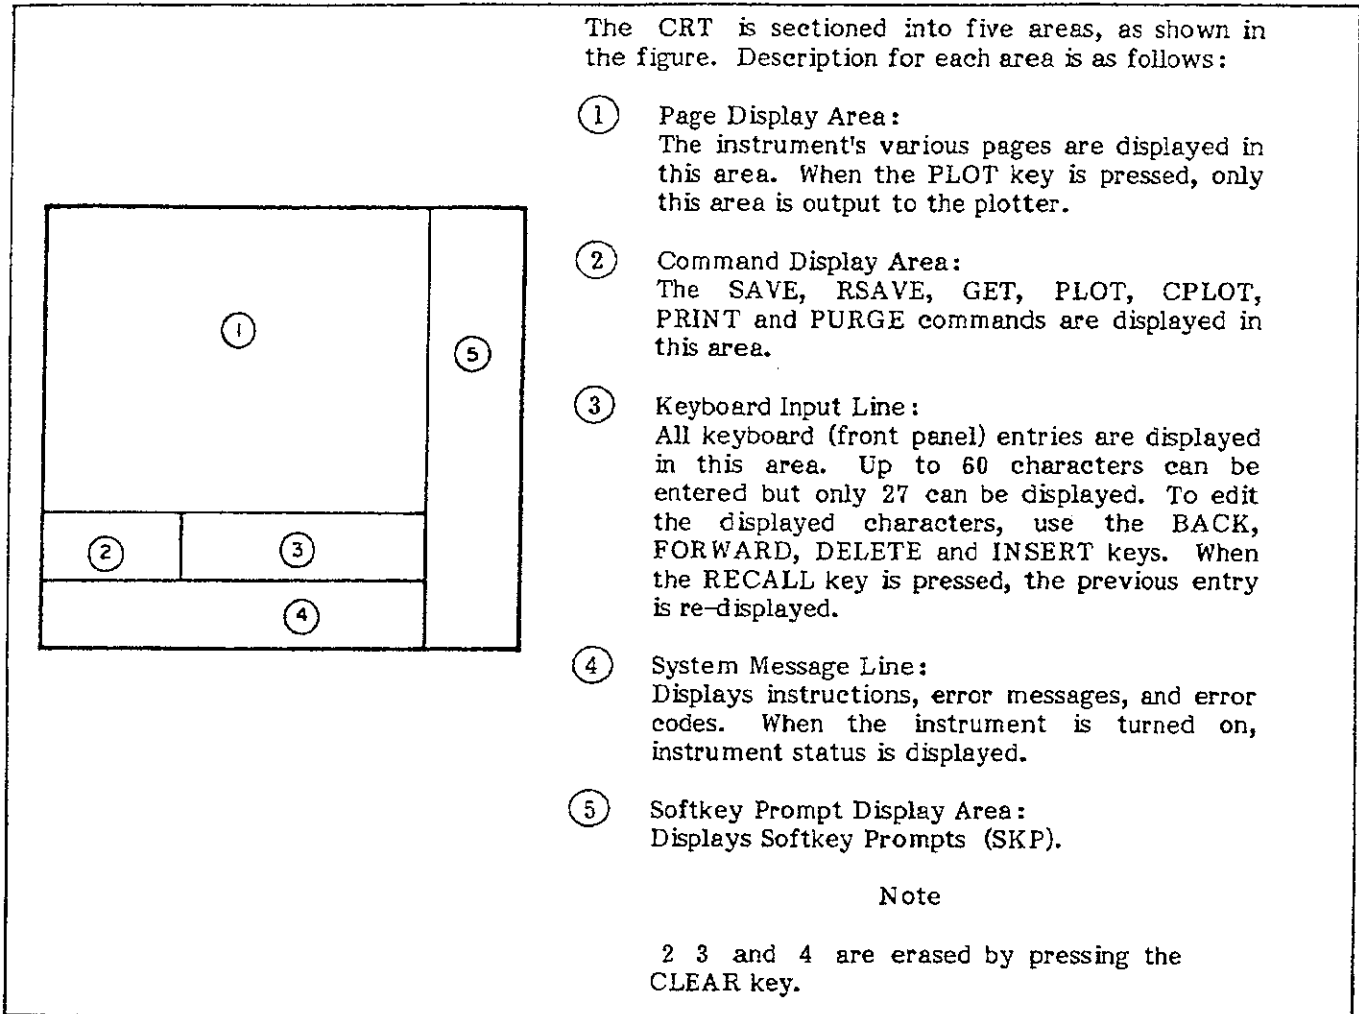 The CRT is sectioned into five areas, as shown in
the figure. Description for each area is as follows:
1 Page Display Area:
The instrument's various pages are displayed in
this area. When the PLOT key is pressed, only
this area is output to the plotter.
2 Command Display Area:
The SAVE, RSAVE, GET, PLOT, CPLOT,
PRINT and PURGE commands are displayed in
this area.
3 Keyboard Input Line:
All keyboard (front panel) entries are displayed
in this area. Up to 60 characters can be
entered but only 27 can be displayed. To edit
the displayed characters, use the BACK,
FORWARD, DELETE and INSERT keys. When
the RECALL key is pressed, the previous entry
is re-displayed.
4 System Message Line:
Displays instructions, error messages, and error
codes. When the instrument is turned on,
instrument status is displayed.
5 Softkey Prompt Display Area:
Displays Softkey Prompts (SKP).
Note
2 3 and 4 are erased by pressing the
CLEAR key.
1
5
2
3
4